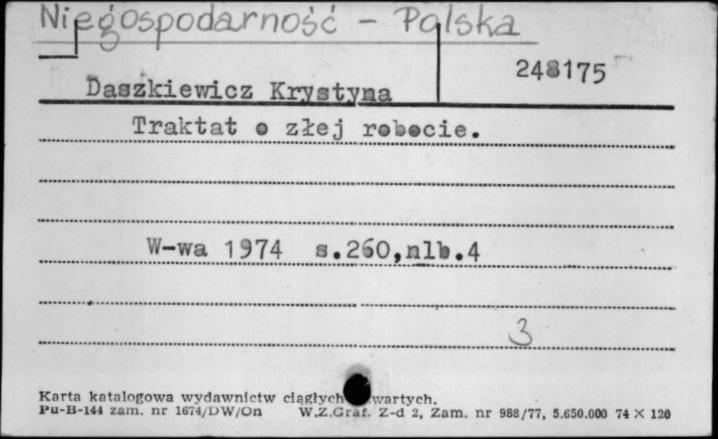 Niegospodarność - Polska
248175
Daszkiewicz Krystyna
Traktat o złej robocie.
W-wa 1974 s.260,nlb.4
3
Karta katalogowa wydawnictw ciągłych wartych.
Pu-B-144 zam. nr 1674/DW/On W.Z.Graf. Z-d 2, Zam. nr 988/77, 5.650.000 74 X 120